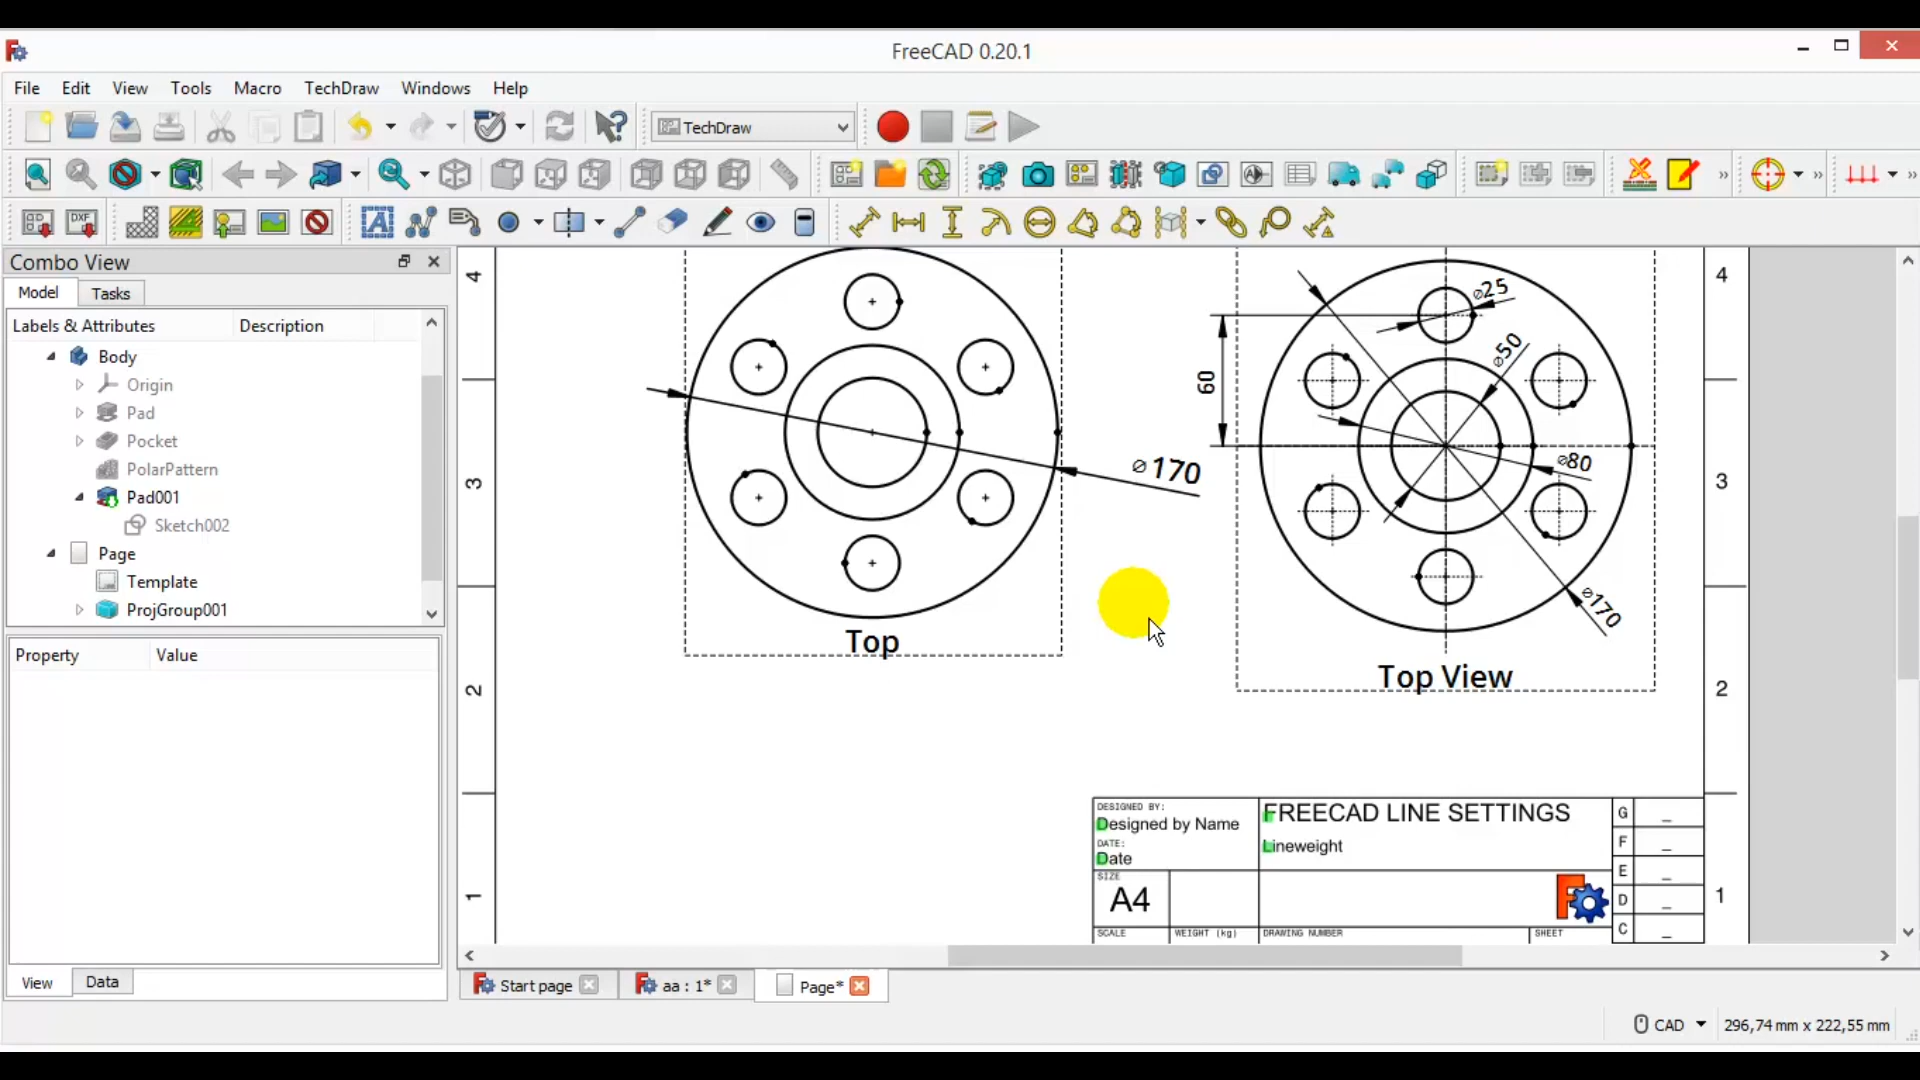 FreeCAD 0.20.1
File Edit View Tools Macro TechDraw Windows Help
TechDraw
Combo View
Model Tasks
Labels & Attributes Description
Body
Origin
Pad
Pocket
PolarPattern
Pad001
Sketch002
Page
Template
ProjGroup001
Property Value
View Data
4 4
3 3
2 2
1 1
⌀170
Top
⌀25
⌀50
60
⌀80
⌀170
Top View
DESIGNED BY:
Designed by Name
DATE:
Date
FREECAD LINE SETTINGS
Lineweight
SIZE
A4
SCALE WEIGHT (kg) DRAWING NUMBER SHEET
G _
F _
E _
D _
C _
Start page aa : 1* Page*
CAD 296,74 mm x 222,55 mm